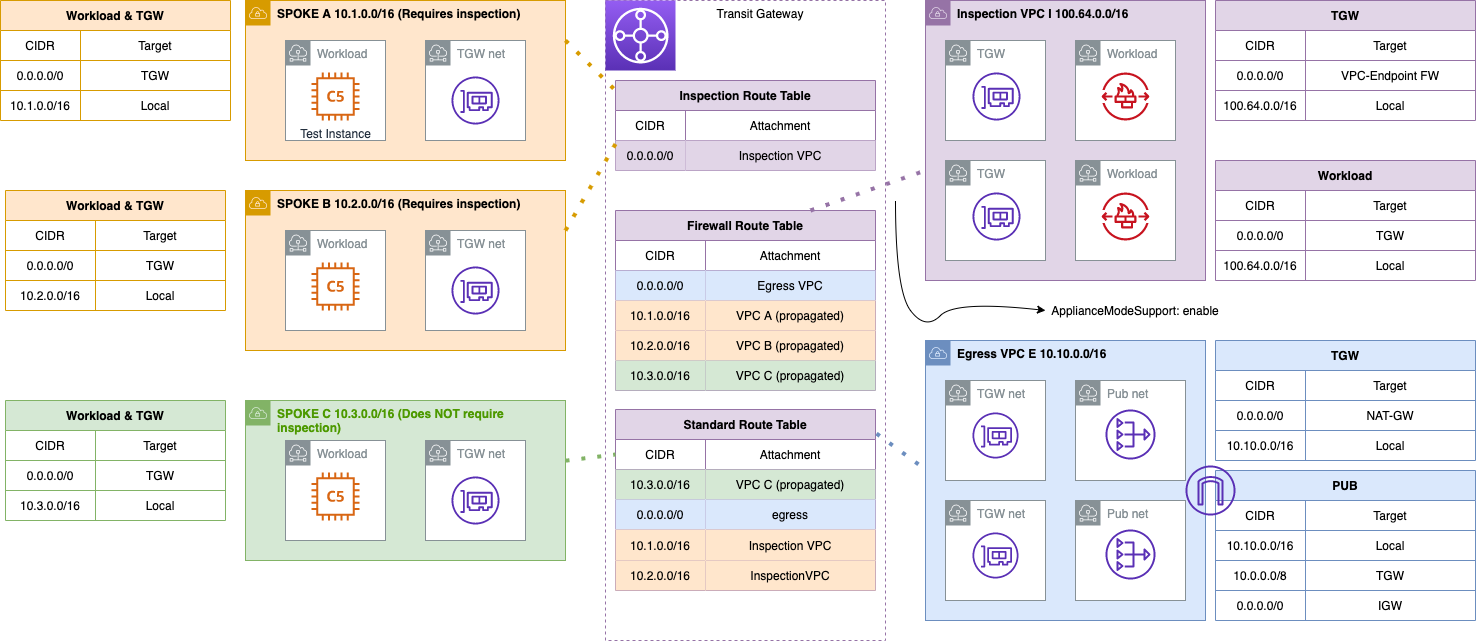 Workload & TGW
CIDR Target
0.0.0.0/0 TGW
10.1.0.0/16 Local
SPOKE A 10.1.0.0/16 (Requires inspection)
Workload
C5
Test Instance
TGW net
Workload & TGW
CIDR Target
0.0.0.0/0 TGW
10.2.0.0/16 Local
SPOKE B 10.2.0.0/16 (Requires inspection)
Workload
C5
TGW net
Workload & TGW
CIDR Target
0.0.0.0/0 TGW
10.3.0.0/16 Local
SPOKE C 10.3.0.0/16 (Does NOT require
inspection)
Workload
C5
TGW net
Transit Gateway
Inspection Route Table
CIDR Attachment
0.0.0.0/0 Inspection VPC
Firewall Route Table
CIDR Attachment
0.0.0.0/0 Egress VPC
10.1.0.0/16 VPC A (propagated)
10.2.0.0/16 VPC B (propagated)
10.3.0.0/16 VPC C (propagated)
Standard Route Table
CIDR Attachment
10.3.0.0/16 VPC C (propagated)
0.0.0.0/0 egress
10.1.0.0/16 Inspection VPC
10.2.0.0/16 InspectionVPC
Inspection VPC I 100.64.0.0/16
TGW
Workload
TGW
Workload
TGW
CIDR Target
0.0.0.0/0 VPC-Endpoint FW
100.64.0.0/16 Local
Workload
CIDR Target
0.0.0.0/0 TGW
100.64.0.0/16 Local
ApplianceModeSupport: enable
Egress VPC E 10.10.0.0/16
TGW net
Pub net
TGW net
Pub net
TGW
CIDR Target
0.0.0.0/0 NAT-GW
10.10.0.0/16 Local
PUB
CIDR Target
10.10.0.0/16 Local
10.0.0.0/8 TGW
0.0.0.0/0 IGW